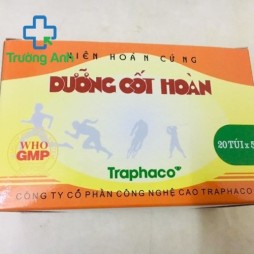 Trường Anh
VIÊN HOÀN CỨNG
DƯỠNG CỐT HOÀN
WHO
GMP
20 TÚI x 5
Traphaco
CÔNG TY CỔ PHẦN CÔNG NGHỆ CAO TRAPHACO